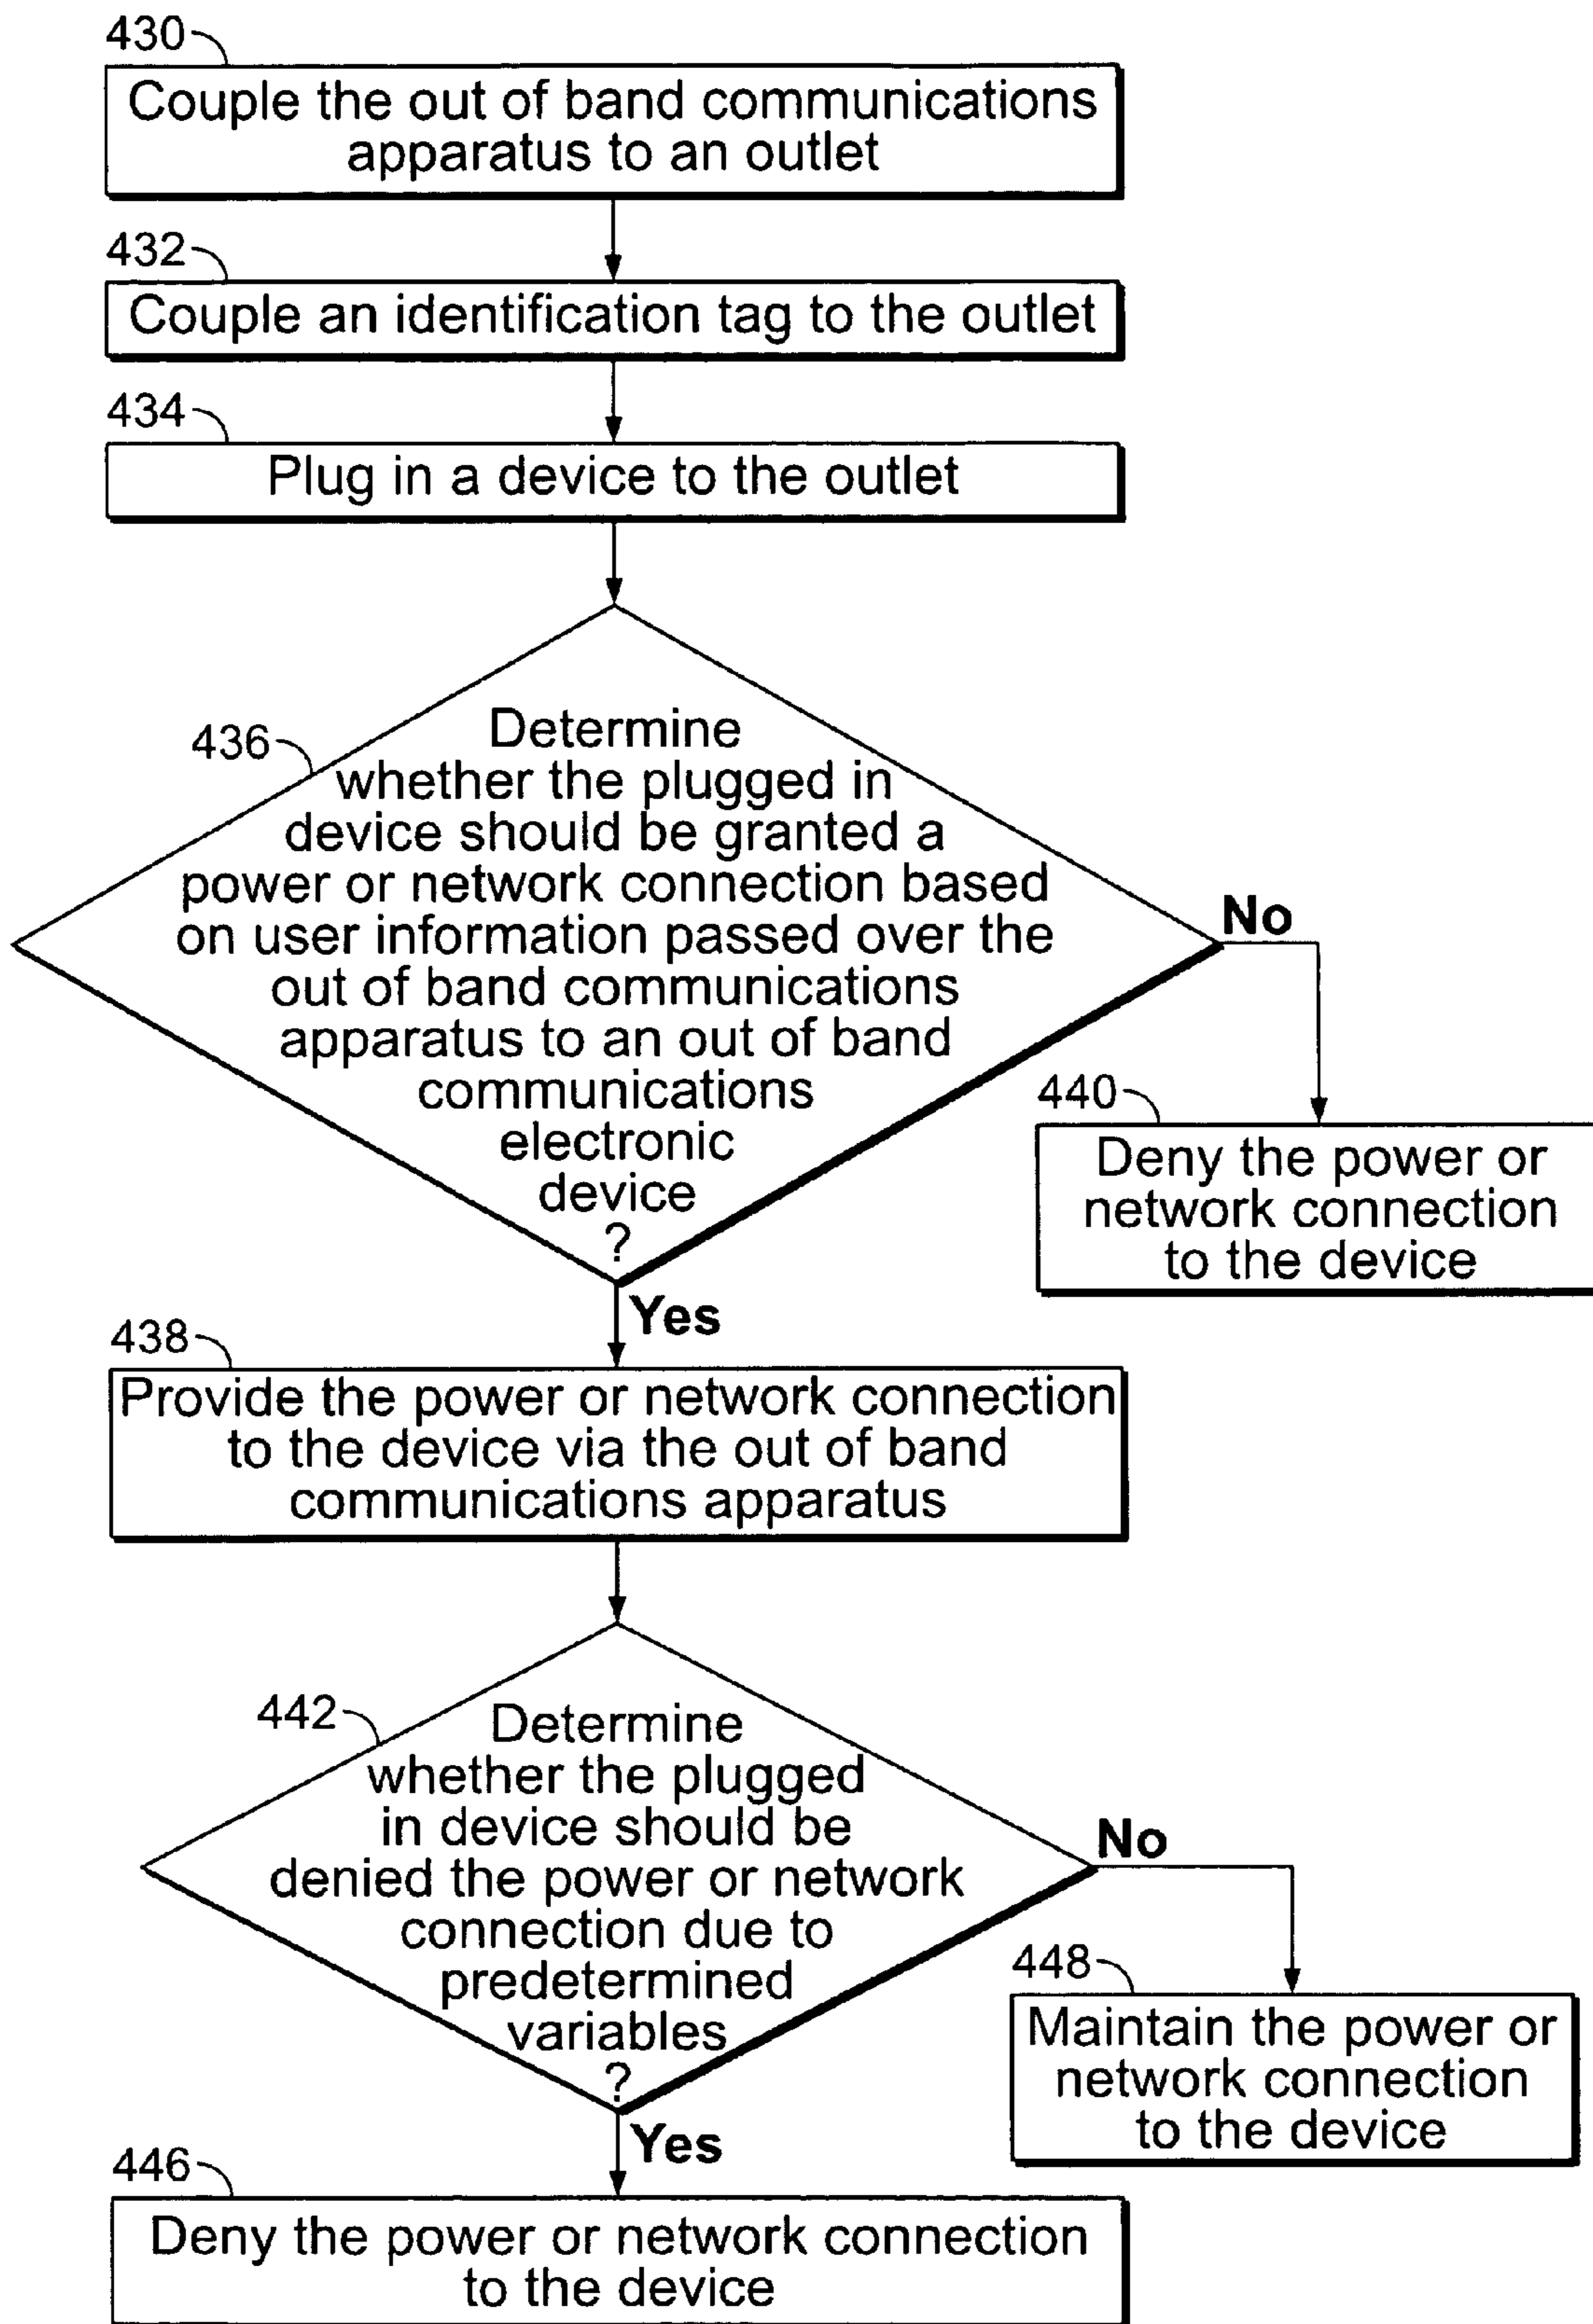 430
Couple the out of band communications
apparatus to an outlet
432
Couple an identification tag to the outlet
434
Plug in a device to the outlet
436
Determine
whether the plugged in
device should be granted a
power or network connection based
on user information passed over the
out of band communications
apparatus to an out of band
communications
electronic
device
?
No
440
Deny the power or
network connection
to the device
Yes
438
Provide the power or network connection
to the device via the out of band
communications apparatus
442
Determine
whether the plugged
in device should be
denied the power or network
connection due to
predetermined
variables
?
No
448
Maintain the power or
network connection
to the device
Yes
446
Deny the power or network connection
to the device